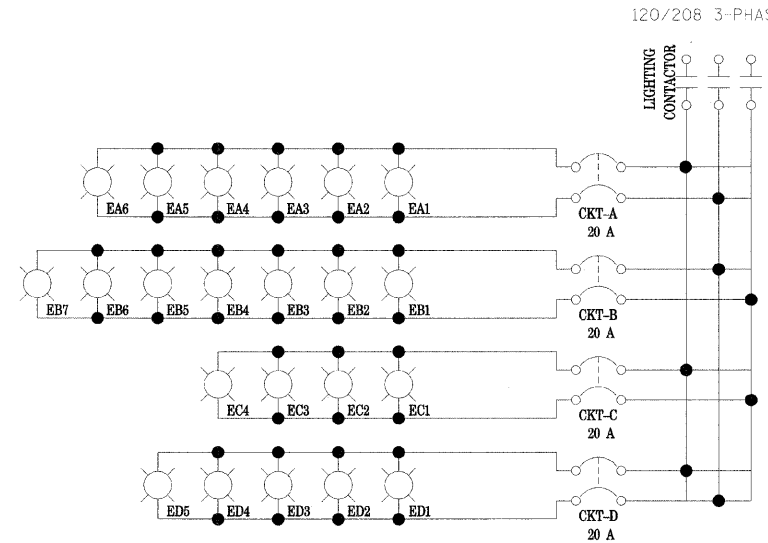 120/208 3-PHAS
LIGHTING
CONTACTOR
EA6 EA5 EA4 EA3 EA2 EA1
CKT-A
20 A
EB7 EB6 EB5 EB4 EB3 EB2 EB1
CKT-B
20 A
EC4 EC3 EC2 EC1
CKT-C
20 A
ED5 ED4 ED3 ED2 ED1
CKT-D
20 A